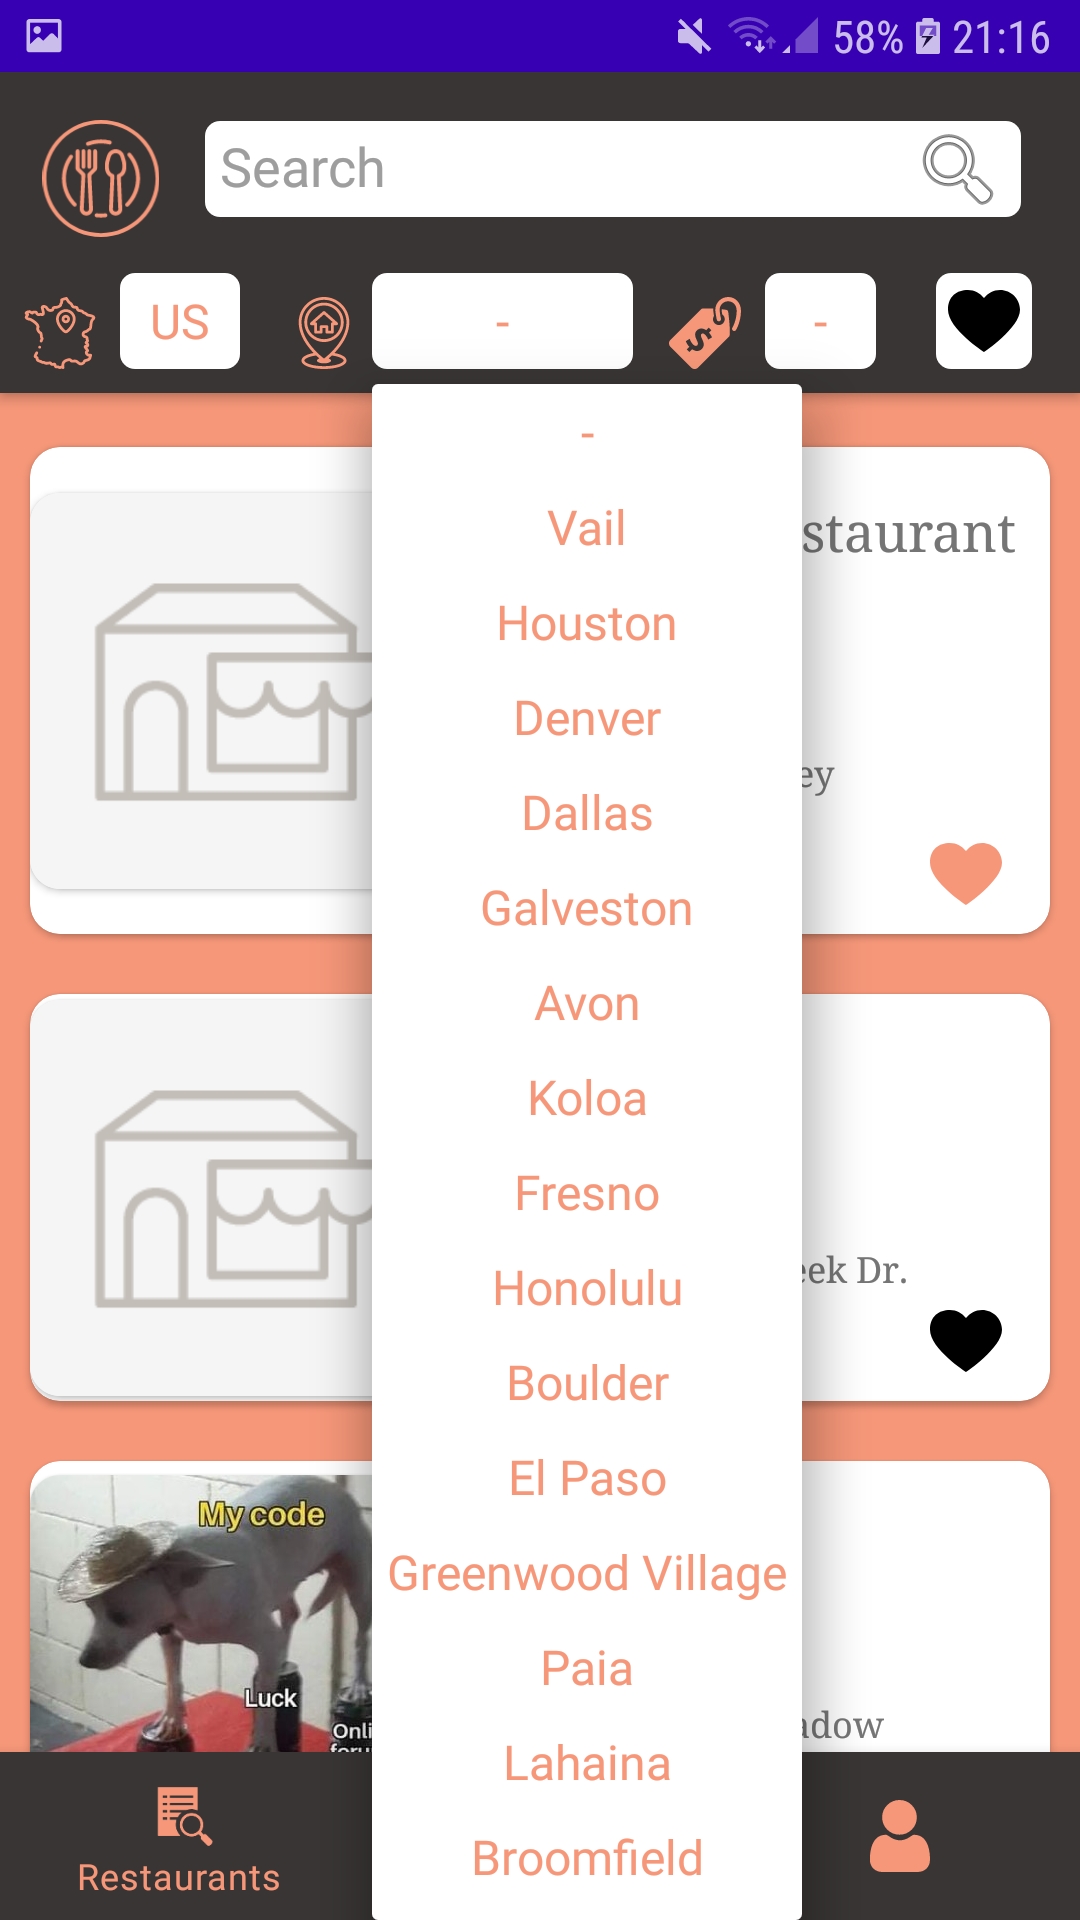 58% 21:16
Search
US - -
-
Vail
staurant
Houston
Denver
ey
Dallas
Galveston
Avon
Koloa
Fresno
eek Dr.
Honolulu
Boulder
El Paso
My code
Greenwood Village
Paia
Luck
adow
Onli
Lahaina
Broomfield
Restaurants